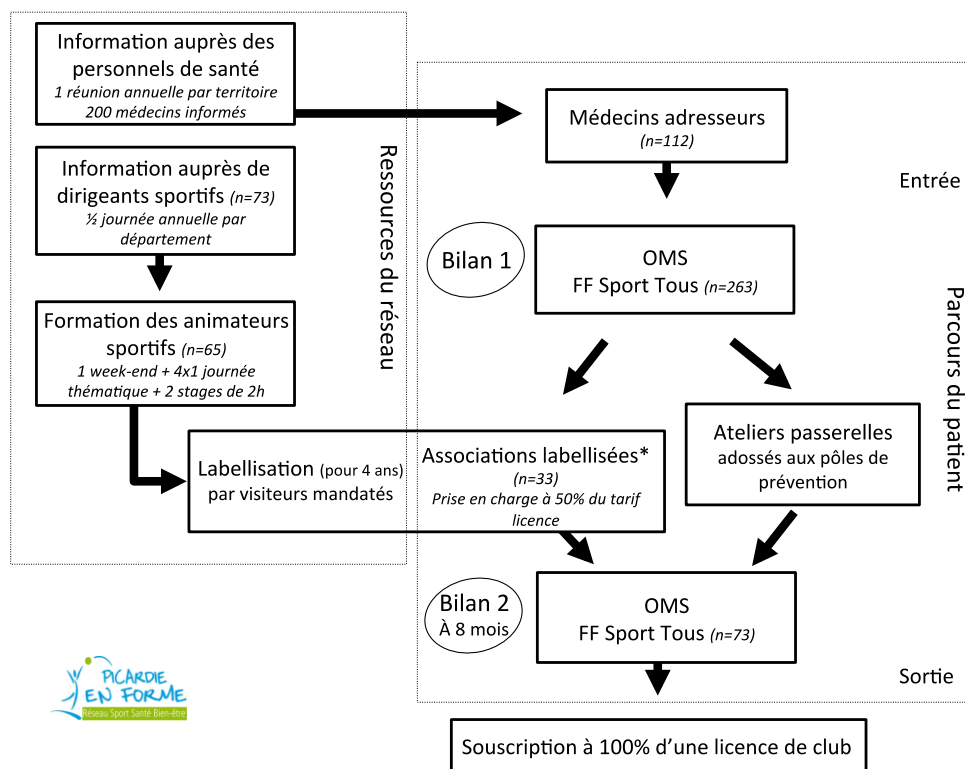 Information auprès des
personnels de santé
1 réunion annuelle par territoire
200 médecins informés
Information auprès de
dirigeants sportifs (n=73)
½ journée annuelle par
département
Formation des animateurs
sportifs (n=65)
1 week-end + 4x1 journée
thématique + 2 stages de 2h
Ressources du réseau
Labellisation (pour 4 ans)
par visiteurs mandatés
Associations labellisées*
(n=33)
Prise en charge à 50% du tarif
licence
Médecins adresseurs
(n=112)
Entrée
Bilan 1
OMS
FF Sport Tous (n=263)
Parcours du patient
Ateliers passerelles
adossés aux pôles de
prévention
Bilan 2
À 8 mois
OMS
FF Sport Tous (n=73)
Sortie
Souscription à 100% d'une licence de club
PICARDIE
EN FORME
Réseau Sport Santé Bien-être